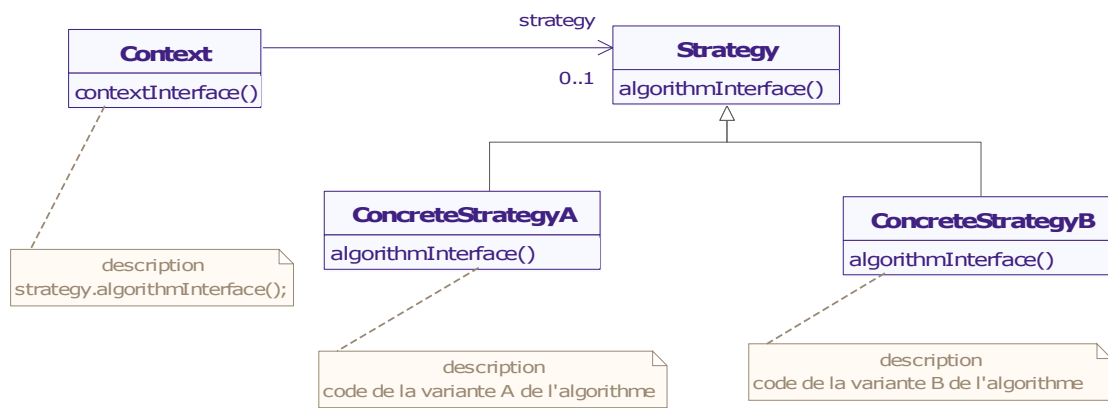 strategy
Context
Strategy
contextInterface()
0..1
algorithmInterface()
ConcreteStrategyA
ConcreteStrategyB
algorithmInterface()
algorithmInterface()
description
strategy.algorithmInterface();
description
code de la variante A de l'algorithme
description
code de la variante B de l'algorithme